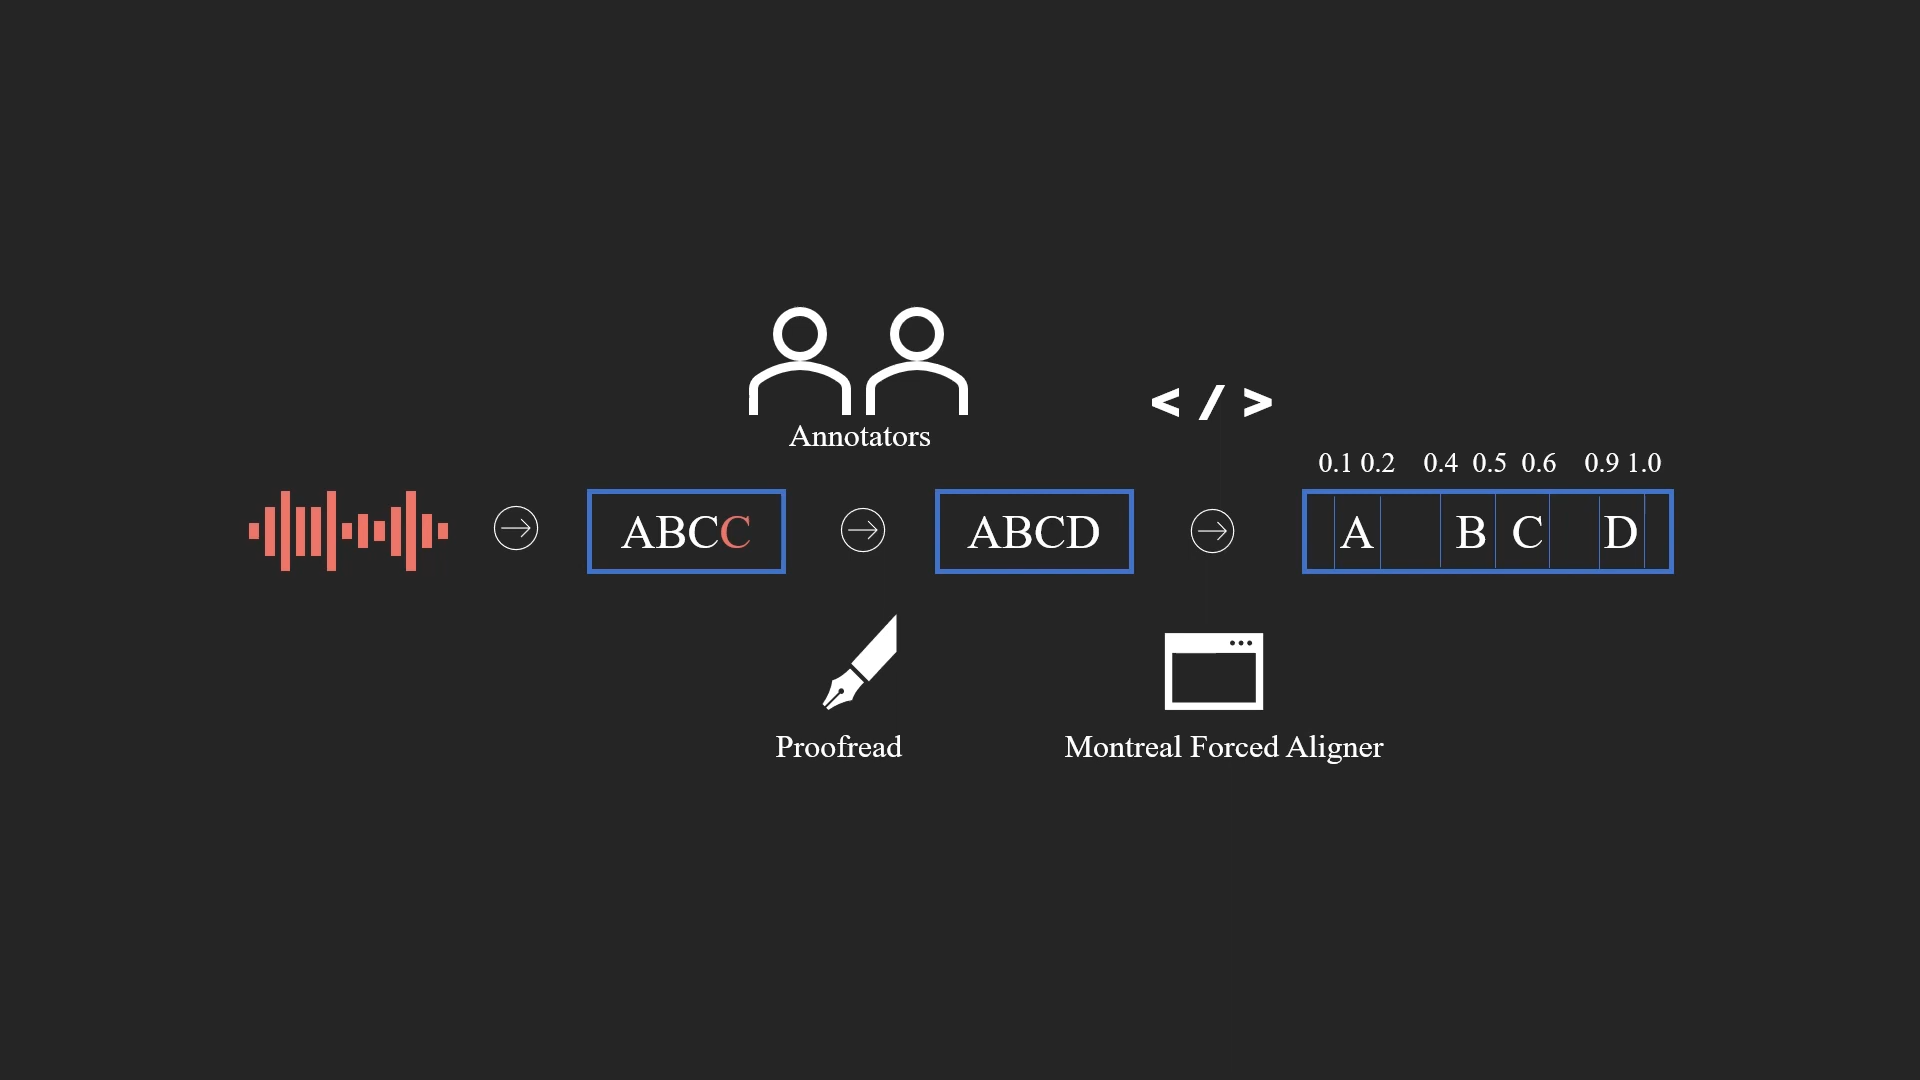 Annotators
< / >
0.1 0.2 0.4 0.5 0.6 0.9 1.0
ABCC
ABCD
A B C D
Proofread
Montreal Forced Aligner